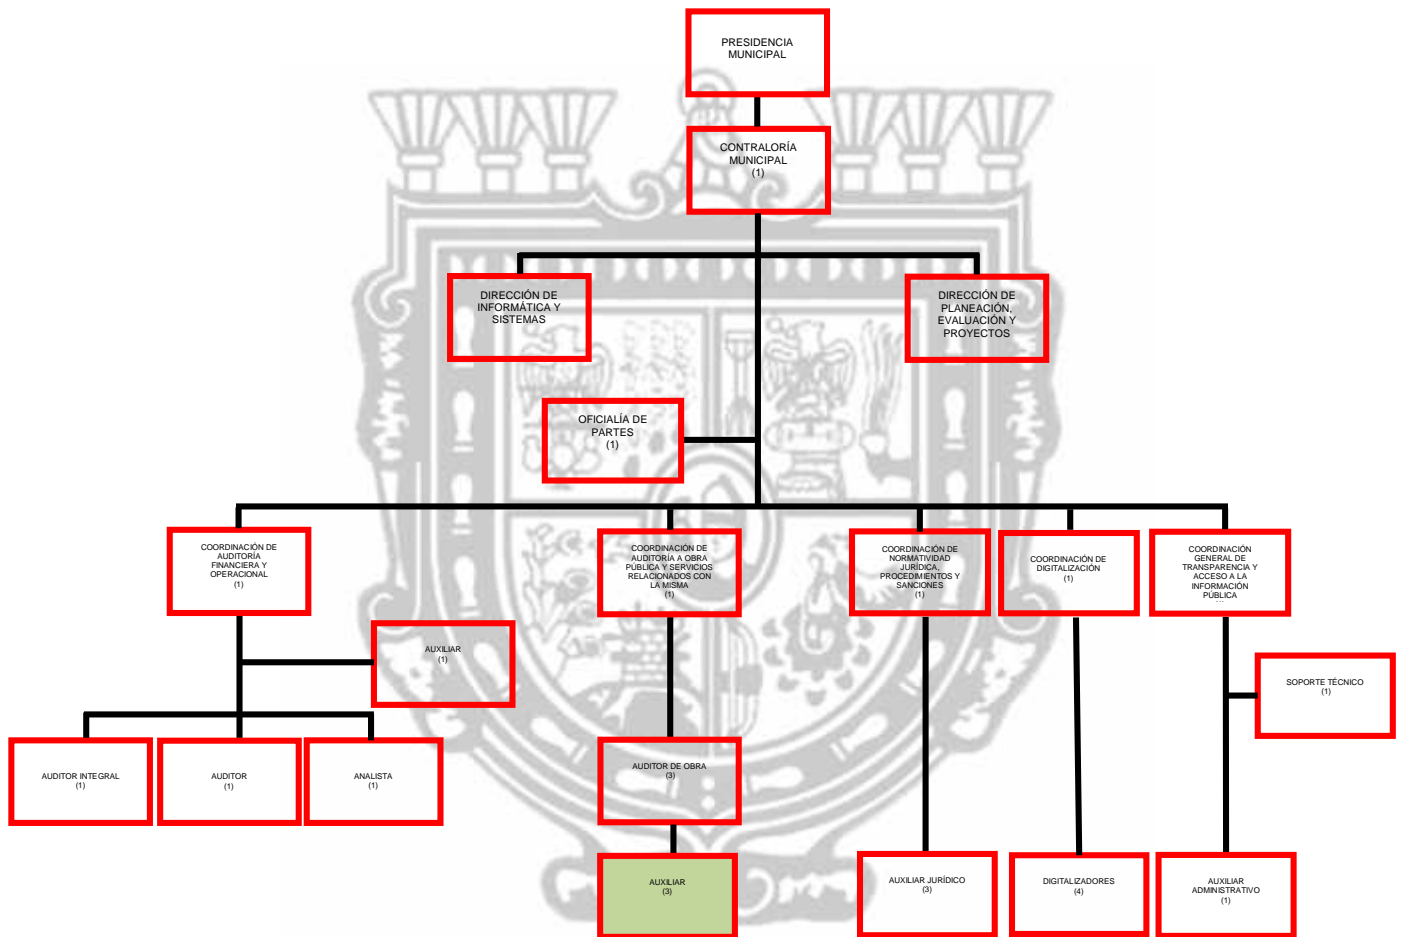 PRESIDENCIA
MUNICIPAL
CONTRALORÍA
MUNICIPAL
(1)
DIRECCIÓN DE
INFORMÁTICA Y
SISTEMAS
DIRECCIÓN DE
PLANEACIÓN,
EVALUACIÓN Y
PROYECTOS
OFICIALÍA DE
PARTES
(1)
COORDINACIÓN DE
AUDITORÍA
FINANCIERA Y
OPERACIONAL
(1)
COORDINACIÓN DE
AUDITORÍA A OBRA
PÚBLICA Y SERVICIOS
RELACIONADOS CON
LA MISMA
(1)
COORDINACIÓN DE
NORMATIVIDAD
JURÍDICA,
PROCEDIMIENTOS Y
SANCIONES
(1)
COORDINACIÓN DE
DIGITALIZACIÓN
(1)
COORDINACIÓN
GENERAL DE
TRANSPARENCIA Y
ACCESO A LA
INFORMACIÓN
PÚBLICA
AUXILIAR
(1)
SOPORTE TÉCNICO
(1)
AUDITOR INTEGRAL
(1)
AUDITOR
(1)
ANALISTA
(1)
AUDITOR DE OBRA
(3)
AUXILIAR
(3)
AUXILIAR JURÍDICO
(3)
DIGITALIZADORES
(4)
AUXILIAR
ADMINISTRATIVO
(1)